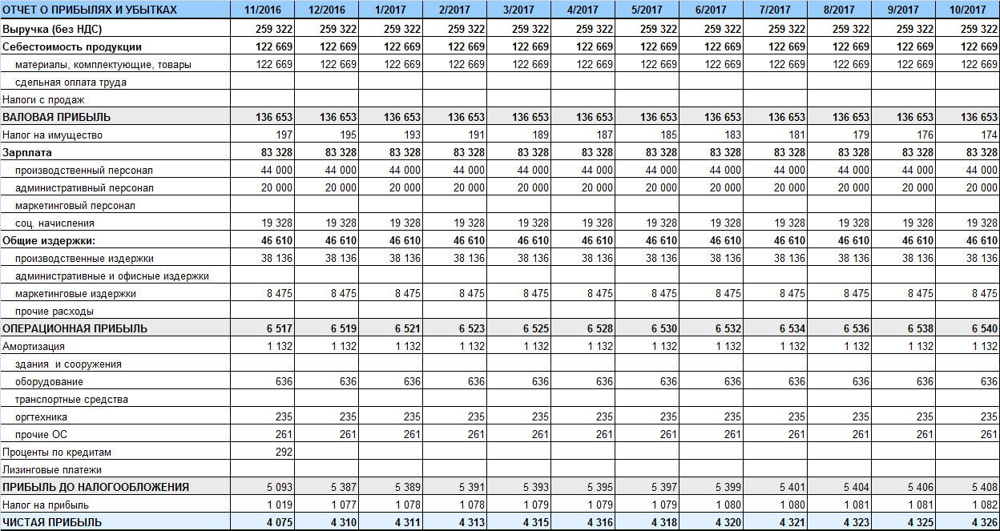 ОТЧЕТ О ПРИБЫЛЯХ И УБЫТКАХ 11/2016 12/2016 1/2017 2/2017 3/2017 4/2017 5/2017 6/2017 7/2017 8/2017 9/2017 10/2017
Выручка (без НДС) 259 322 259 322 259 322 259 322 259 322 259 322 259 322 259 322 259 322 259 322 259 322 259 322
Себестоимость продукции 122 669 122 669 122 669 122 669 122 669 122 669 122 669 122 669 122 669 122 669 122 669 122 669
материалы, комплектующие, товары 122 669 122 669 122 669 122 669 122 669 122 669 122 669 122 669 122 669 122 669 122 669 122 669
сдельная оплата труда
Налоги с продаж
ВАЛОВАЯ ПРИБЫЛЬ 136 653 136 653 136 653 136 653 136 653 136 653 136 653 136 653 136 653 136 653 136 653 136 653
Налог на имущество 197 195 193 191 189 187 185 183 181 179 176 174
Зарплата 83 328 83 328 83 328 83 328 83 328 83 328 83 328 83 328 83 328 83 328 83 328 83 328
производственный персонал 44 000 44 000 44 000 44 000 44 000 44 000 44 000 44 000 44 000 44 000 44 000 44 000
административный персонал 20 000 20 000 20 000 20 000 20 000 20 000 20 000 20 000 20 000 20 000 20 000 20 000
маркетинговый персонал
соц. начисления 19 328 19 328 19 328 19 328 19 328 19 328 19 328 19 328 19 328 19 328 19 328 19 328
Общие издержки: 46 610 46 610 46 610 46 610 46 610 46 610 46 610 46 610 46 610 46 610 46 610 46 610
производственные издержки 38 136 38 136 38 136 38 136 38 136 38 136 38 136 38 136 38 136 38 136 38 136 38 136
административные и офисные издержки
маркетинговые издержки 8 475 8 475 8 475 8 475 8 475 8 475 8 475 8 475 8 475 8 475 8 475 8 475
прочие расходы
ОПЕРАЦИОННАЯ ПРИБЫЛЬ 6 517 6 519 6 521 6 523 6 525 6 528 6 530 6 532 6 534 6 536 6 538 6 540
Амортизация 1 132 1 132 1 132 1 132 1 132 1 132 1 132 1 132 1 132 1 132 1 132 1 132
здания и сооружения
оборудование 636 636 636 636 636 636 636 636 636 636 636 636
транспортные средства
оргтехника 235 235 235 235 235 235 235 235 235 235 235 235
прочие ОС 261 261 261 261 261 261 261 261 261 261 261 261
Проценты по кредитам 292
Лизинговые платежи
ПРИБЫЛЬ ДО НАЛОГООБЛОЖЕНИЯ 5 093 5 387 5 389 5 391 5 393 5 395 5 397 5 399 5 401 5 404 5 406 5 408
Налог на прибыль 1 019 1 077 1 078 1 078 1 079 1 079 1 079 1 080 1 080 1 081 1 081 1 082
ЧИСТАЯ ПРИБЫЛЬ 4 075 4 310 4 311 4 313 4 315 4 316 4 318 4 320 4 321 4 323 4 325 4 326